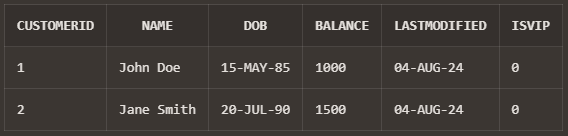 CUSTOMERID NAME DOB BALANCE LASTMODIFIED ISVIP
1 John Doe 15-MAY-85 1000 04-AUG-24 0
2 Jane Smith 20-JUL-90 1500 04-AUG-24 0